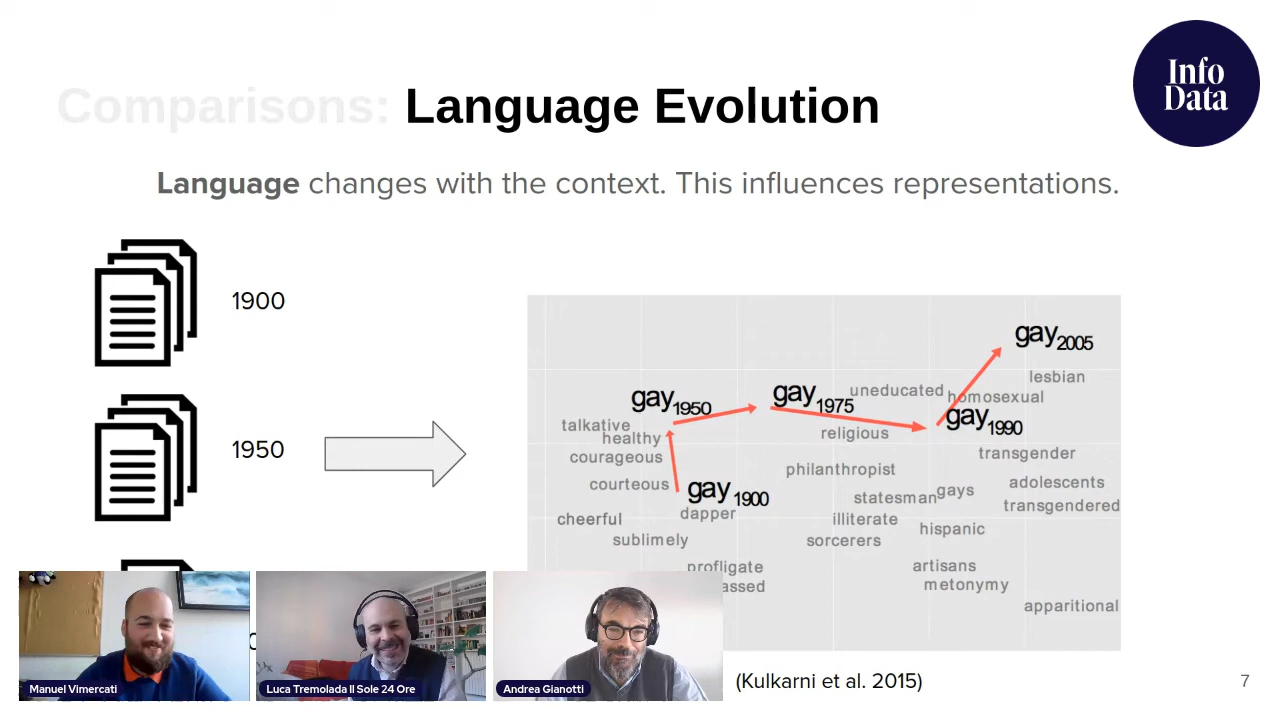 Info
Data
Comparisons: Language Evolution
Language changes with the context. This influences representations.
1900
1950
gay2005
lesbian
uneducated
homosexual
gay1950
gay1975
gay1990
talkative
healthy
religious
courageous
transgender
philanthropist
courteous
gay1900
adolescents
statesman
gays
transgendered
dapper
cheerful
illiterate
hispanic
sublimely
sorcerers
profligate
artisans
assed
metonymy
apparitional
Manuel Vimercati
Luca Tremolada Il Sole 24 Ore
Andrea Gianotti
(Kulkarni et al. 2015)
7